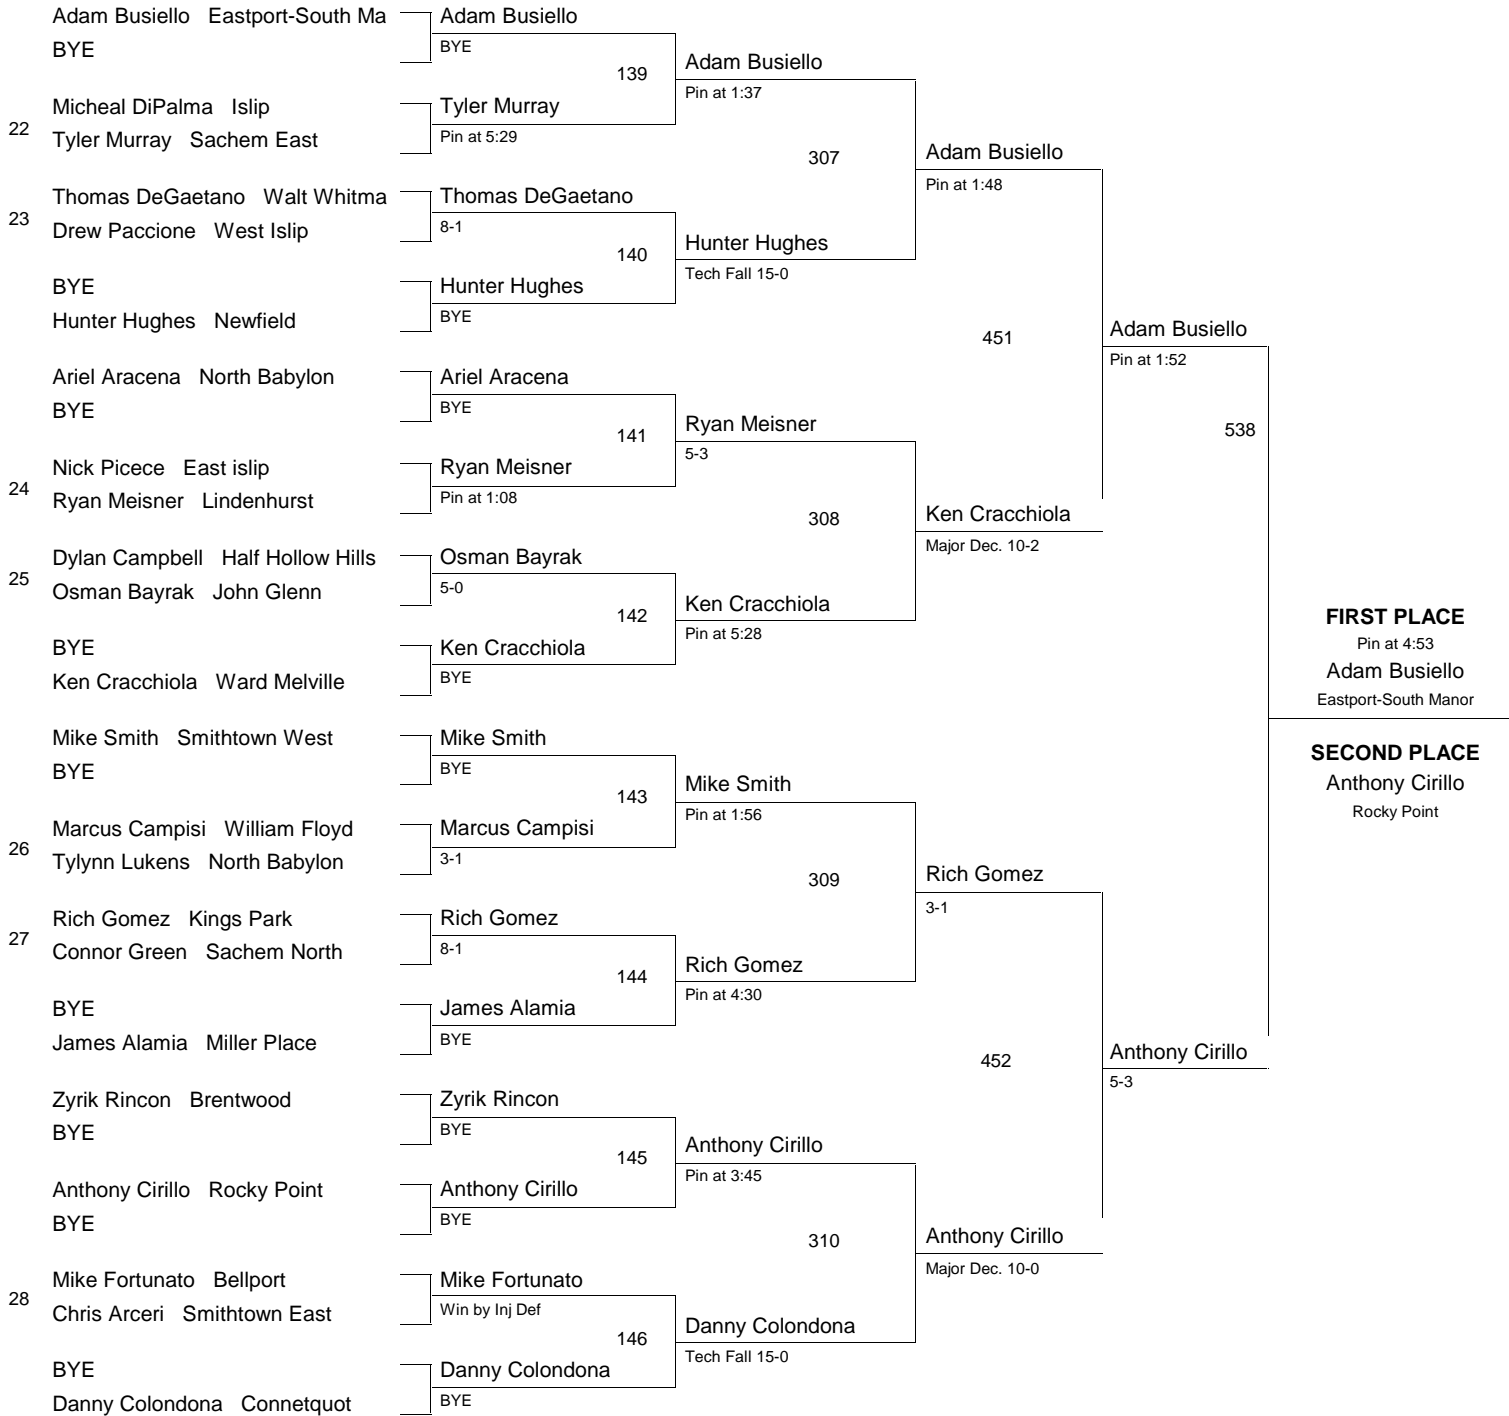 Adam Busiello Eastport-South Ma
BYE
22
Micheal DiPalma Islip
Tyler Murray Sachem East
23
Thomas DeGaetano Walt Whitma
Drew Paccione West Islip
BYE
Hunter Hughes Newfield
Ariel Aracena North Babylon
BYE
24
Nick Picece East islip
Ryan Meisner Lindenhurst
25
Dylan Campbell Half Hollow Hills
Osman Bayrak John Glenn
BYE
Ken Cracchiola Ward Melville
Mike Smith Smithtown West
BYE
26
Marcus Campisi William Floyd
Tylynn Lukens North Babylon
27
Rich Gomez Kings Park
Connor Green Sachem North
BYE
James Alamia Miller Place
Zyrik Rincon Brentwood
BYE
Anthony Cirillo Rocky Point
BYE
28
Mike Fortunato Bellport
Chris Arceri Smithtown East
BYE
Danny Colondona Connetquot
Adam Busiello
BYE
139
Tyler Murray
Pin at 5:29
Thomas DeGaetano
8-1
140
Hunter Hughes
BYE
Ariel Aracena
BYE
141
Ryan Meisner
Pin at 1:08
Osman Bayrak
5-0
142
Ken Cracchiola
BYE
Mike Smith
BYE
143
Marcus Campisi
3-1
Rich Gomez
8-1
144
James Alamia
BYE
Zyrik Rincon
BYE
145
Anthony Cirillo
BYE
Mike Fortunato
Win by Inj Def
146
Danny Colondona
BYE
Adam Busiello
Pin at 1:37
307
Hunter Hughes
Tech Fall 15-0
Ryan Meisner
5-3
308
Ken Cracchiola
Pin at 5:28
Mike Smith
Pin at 1:56
309
Rich Gomez
Pin at 4:30
Anthony Cirillo
Pin at 3:45
310
Danny Colondona
Tech Fall 15-0
Adam Busiello
Pin at 1:48
451
Ken Cracchiola
Major Dec. 10-2
Rich Gomez
3-1
452
Anthony Cirillo
Major Dec. 10-0
Adam Busiello
Pin at 1:52
538
Anthony Cirillo
5-3
FIRST PLACE
Pin at 4:53
Adam Busiello
Eastport-South Manor
SECOND PLACE
Anthony Cirillo
Rocky Point